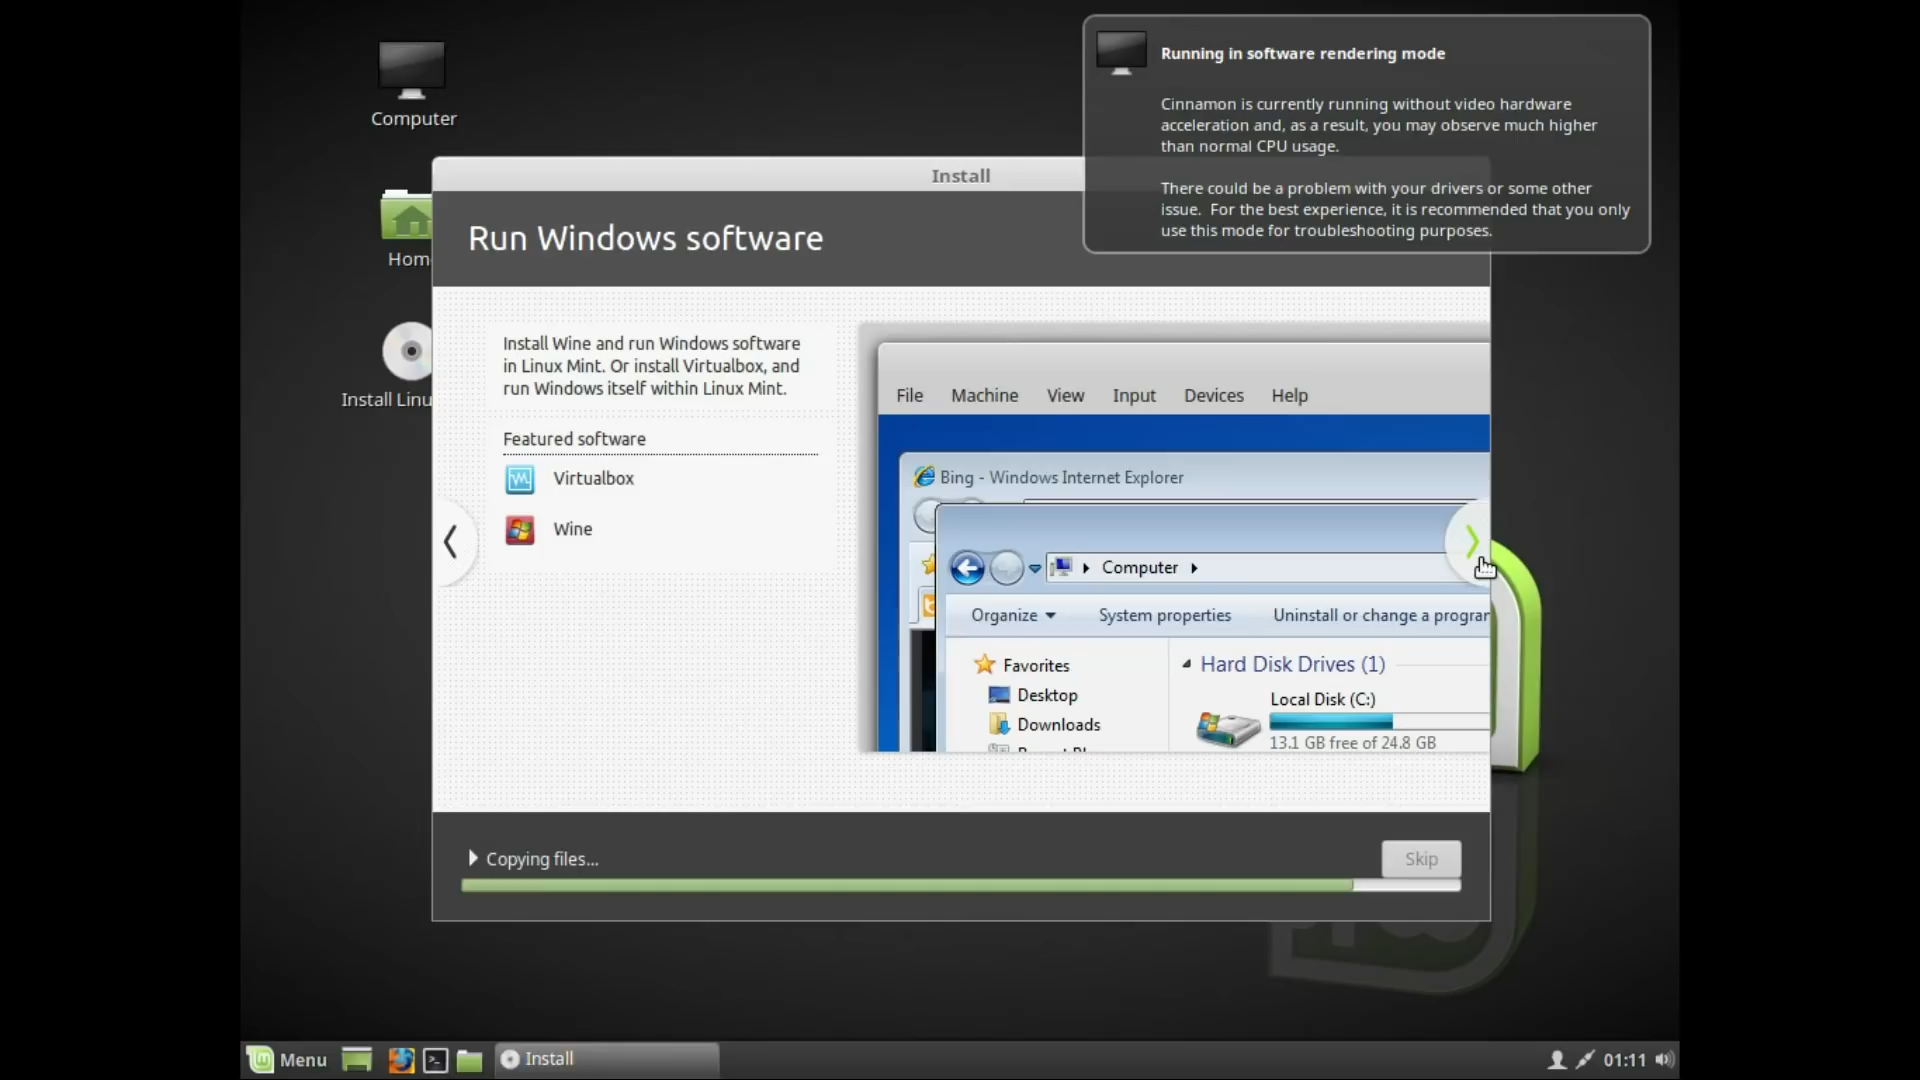 Computer
Home
Install Linu
Running in software rendering mode
Cinnamon is currently running without video hardware
acceleration and, as a result, you may observe much higher
than normal CPU usage.
There could be a problem with your drivers or some other
issue.  For the best experience, it is recommended that you only
use this mode for troubleshooting purposes.
Install
Run Windows software
Install Wine and run Windows software
in Linux Mint. Or install Virtualbox, and
run Windows itself within Linux Mint.
Featured software
Virtualbox
Wine
File Machine View Input Devices Help
Bing - Windows Internet Explorer
Computer
Organize System properties Uninstall or change a program
Favorites
Desktop
Downloads
Hard Disk Drives (1)
Local Disk (C:)
13.1 GB free of 24.8 GB
Copying files...
Skip
Menu
Install
01:11